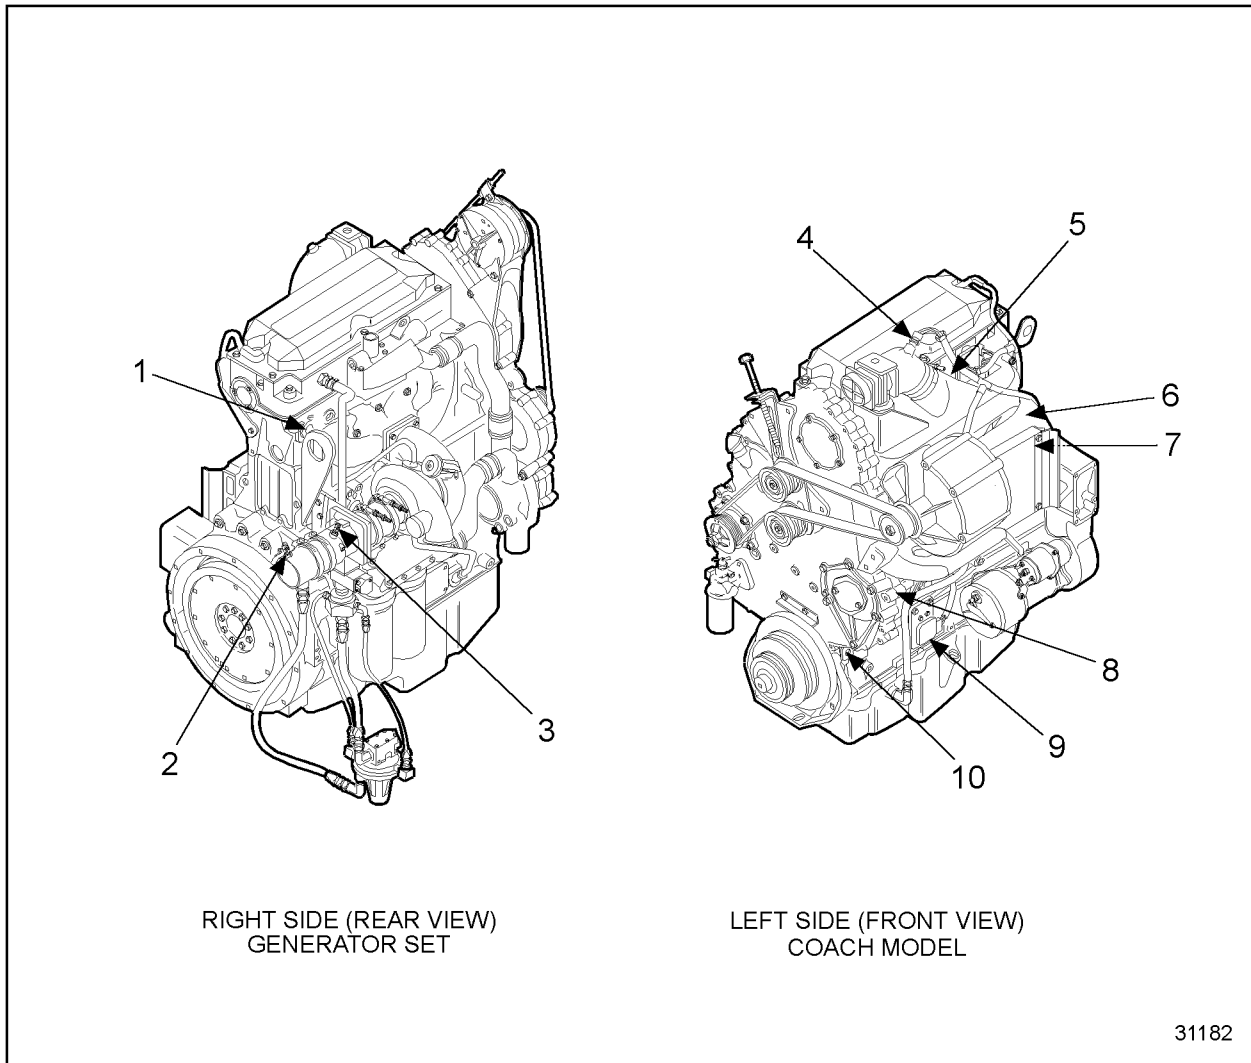 1
2
3
4
5
6
7
8
9
10
RIGHT SIDE (REAR VIEW)
GENERATOR SET
LEFT SIDE (FRONT VIEW)
COACH MODEL
31182